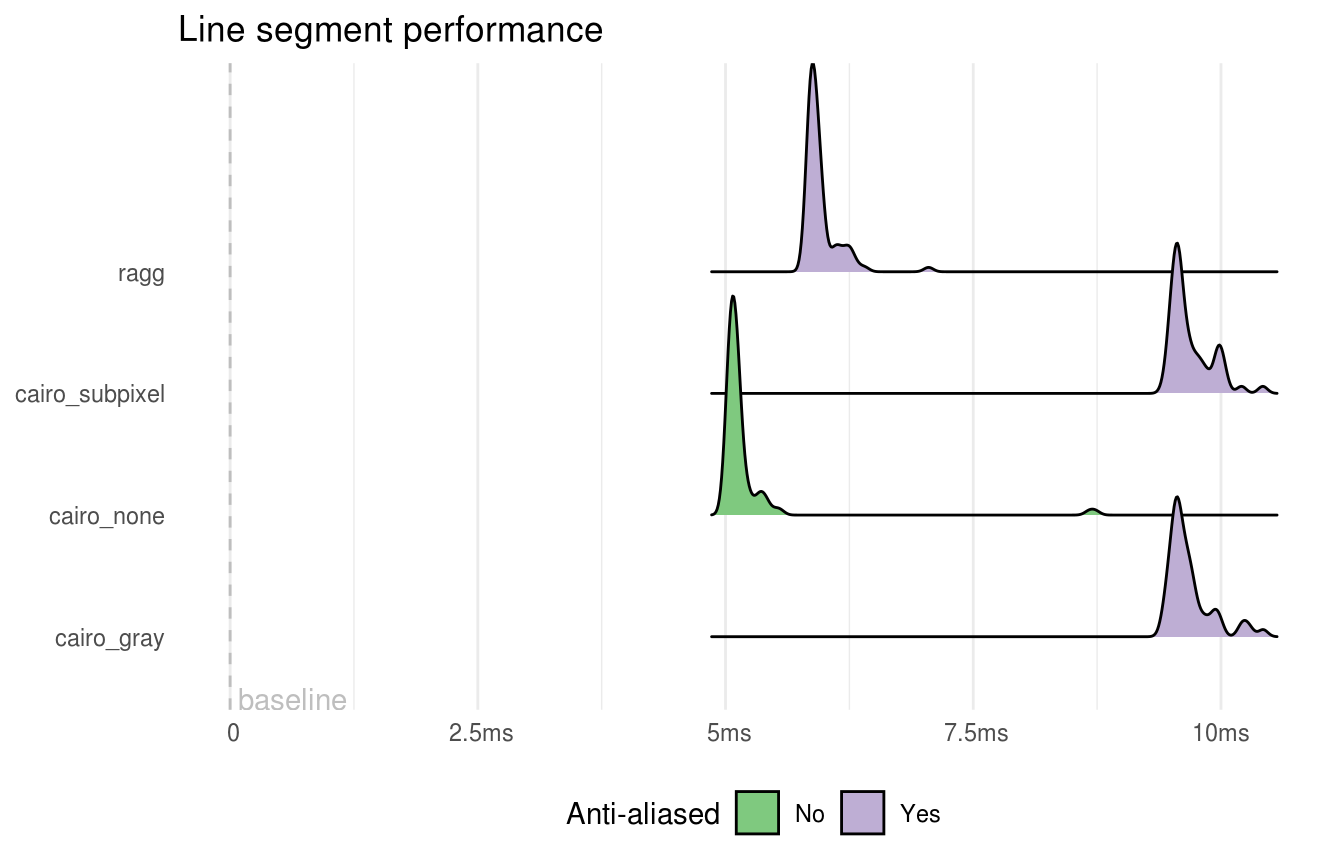 Line segment performance
ragg
cairo_subpixel
cairo_none
cairo_gray
baseline
0 2.5ms 5ms 7.5ms 10ms
Anti-aliased No Yes